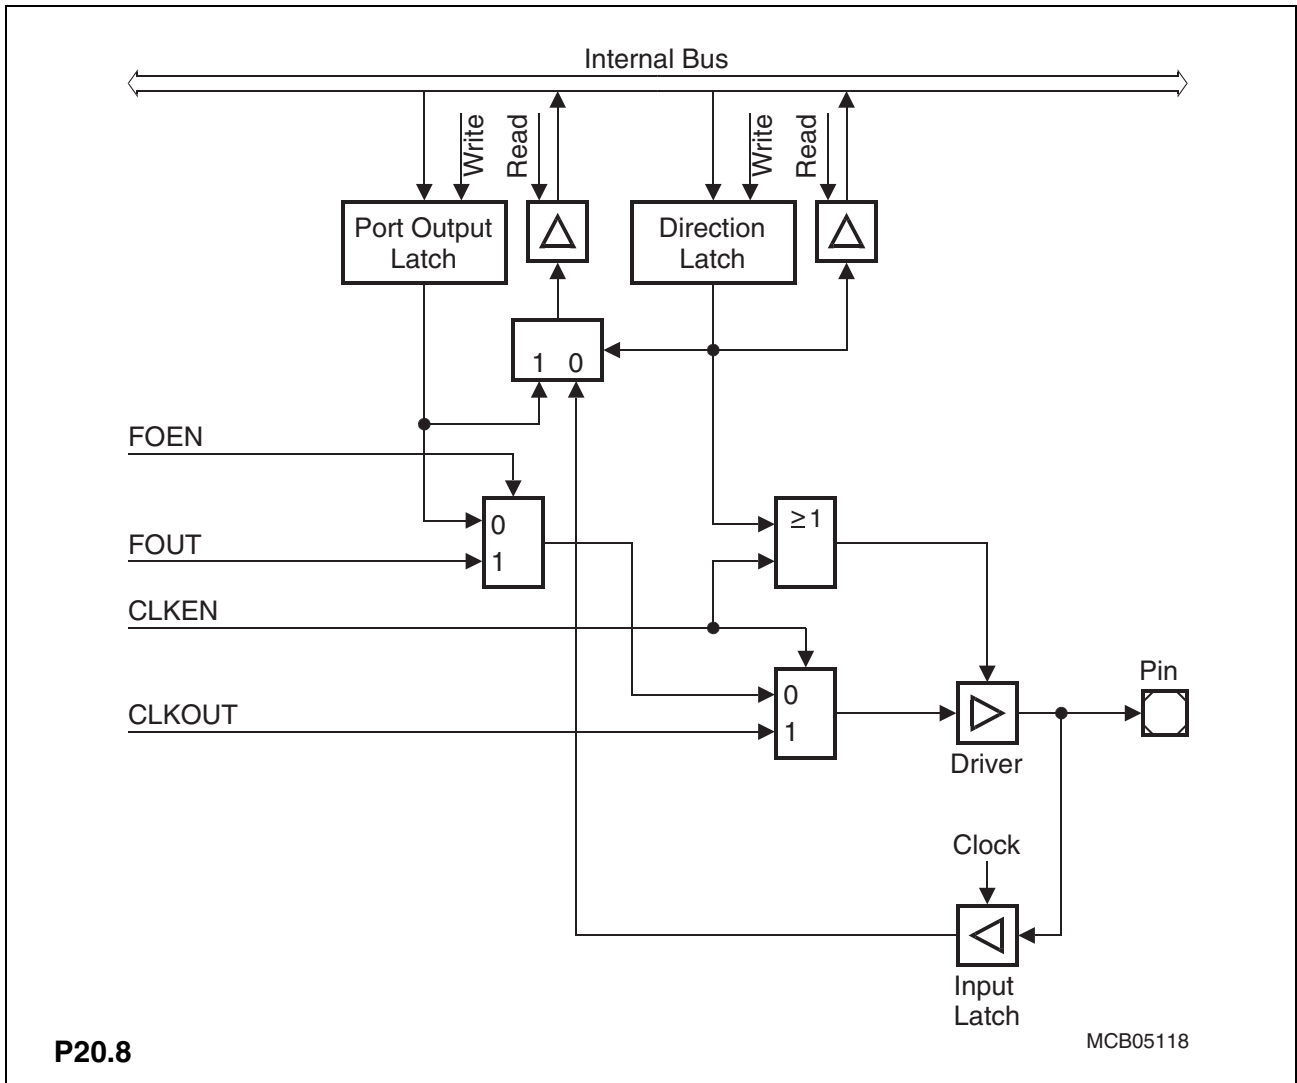 Internal Bus
Write
Read
Write
Read
Port Output
Latch
Direction
Latch
1 0
FOEN
0
1
FOUT
≥1
CLKEN
0
1
CLKOUT
Pin
Driver
Clock
Input
Latch
P20.8
MCB05118